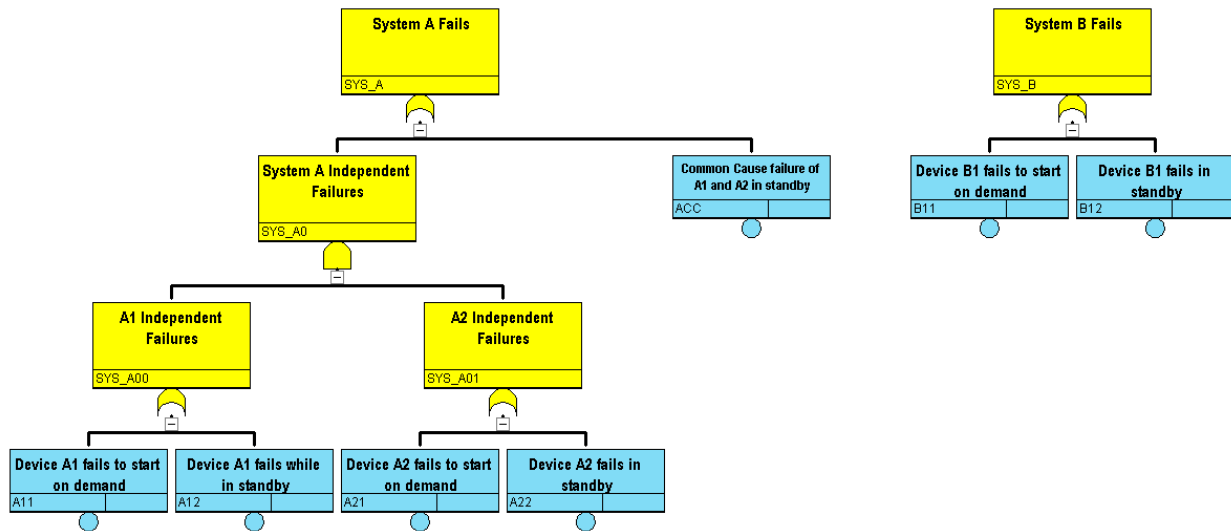 System A Fails
SYS_A
System B Fails
SYS_B
System A Independent
Failures
SYS_A0
Common Cause failure of
A1 and A2 in standby
ACC
Device B1 fails to start
on demand
B11
Device B1 fails in
standby
B12
A1 Independent
Failures
SYS_A00
A2 Independent
Failures
SYS_A01
Device A1 fails to start
on demand
A11
Device A1 fails while
in standby
A12
Device A2 fails to start
on demand
A21
Device A2 fails in
standby
A22